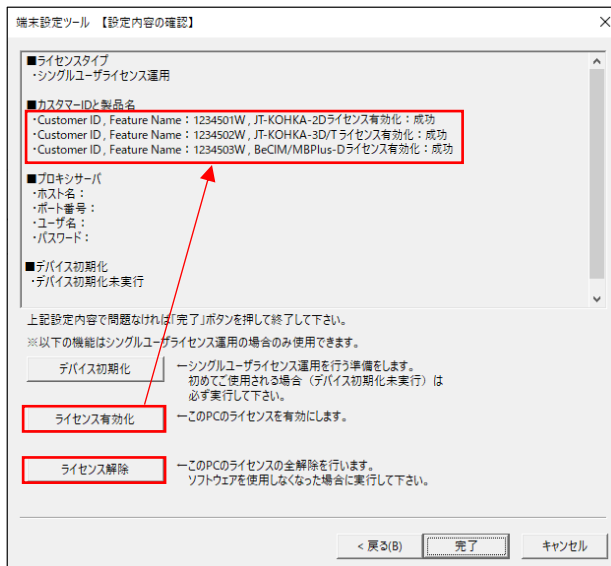 端末設定ツール 【設定内容の確認】
■ライセンスタイプ
・シングルユーザライセンス運用
■カスタマーIDと製品名
・Customer ID , Feature Name：1234501W , JT-KOHKA-2Dライセンス有効化：成功
・Customer ID , Feature Name：1234502W , JT-KOHKA-3D/Tライセンス有効化：成功
・Customer ID , Feature Name：1234503W , BeCIM/MBPlus-Dライセンス有効化：成功
■プロキシサーバ
・ホスト名：
・ポート番号：
・ユーザ名：
・パスワード：
■デバイス初期化
・デバイス初期化未実行
上記設定内容で問題なければ「完了」ボタンを押して終了して下さい。
※以下の機能はシングルユーザライセンス運用の場合のみ使用できます。
デバイス初期化
←シングルユーザライセンス運用を行う準備をします。
初めてご使用される場合（デバイス初期化未実行）は
必ず実行して下さい。
ライセンス有効化
←このPCのライセンスを有効にします。
ライセンス解除
←このPCのライセンスの全解除を行います。
ソフトウェアを使用しなくなった場合に実行して下さい。
< 戻る(B)
完了
キャンセル